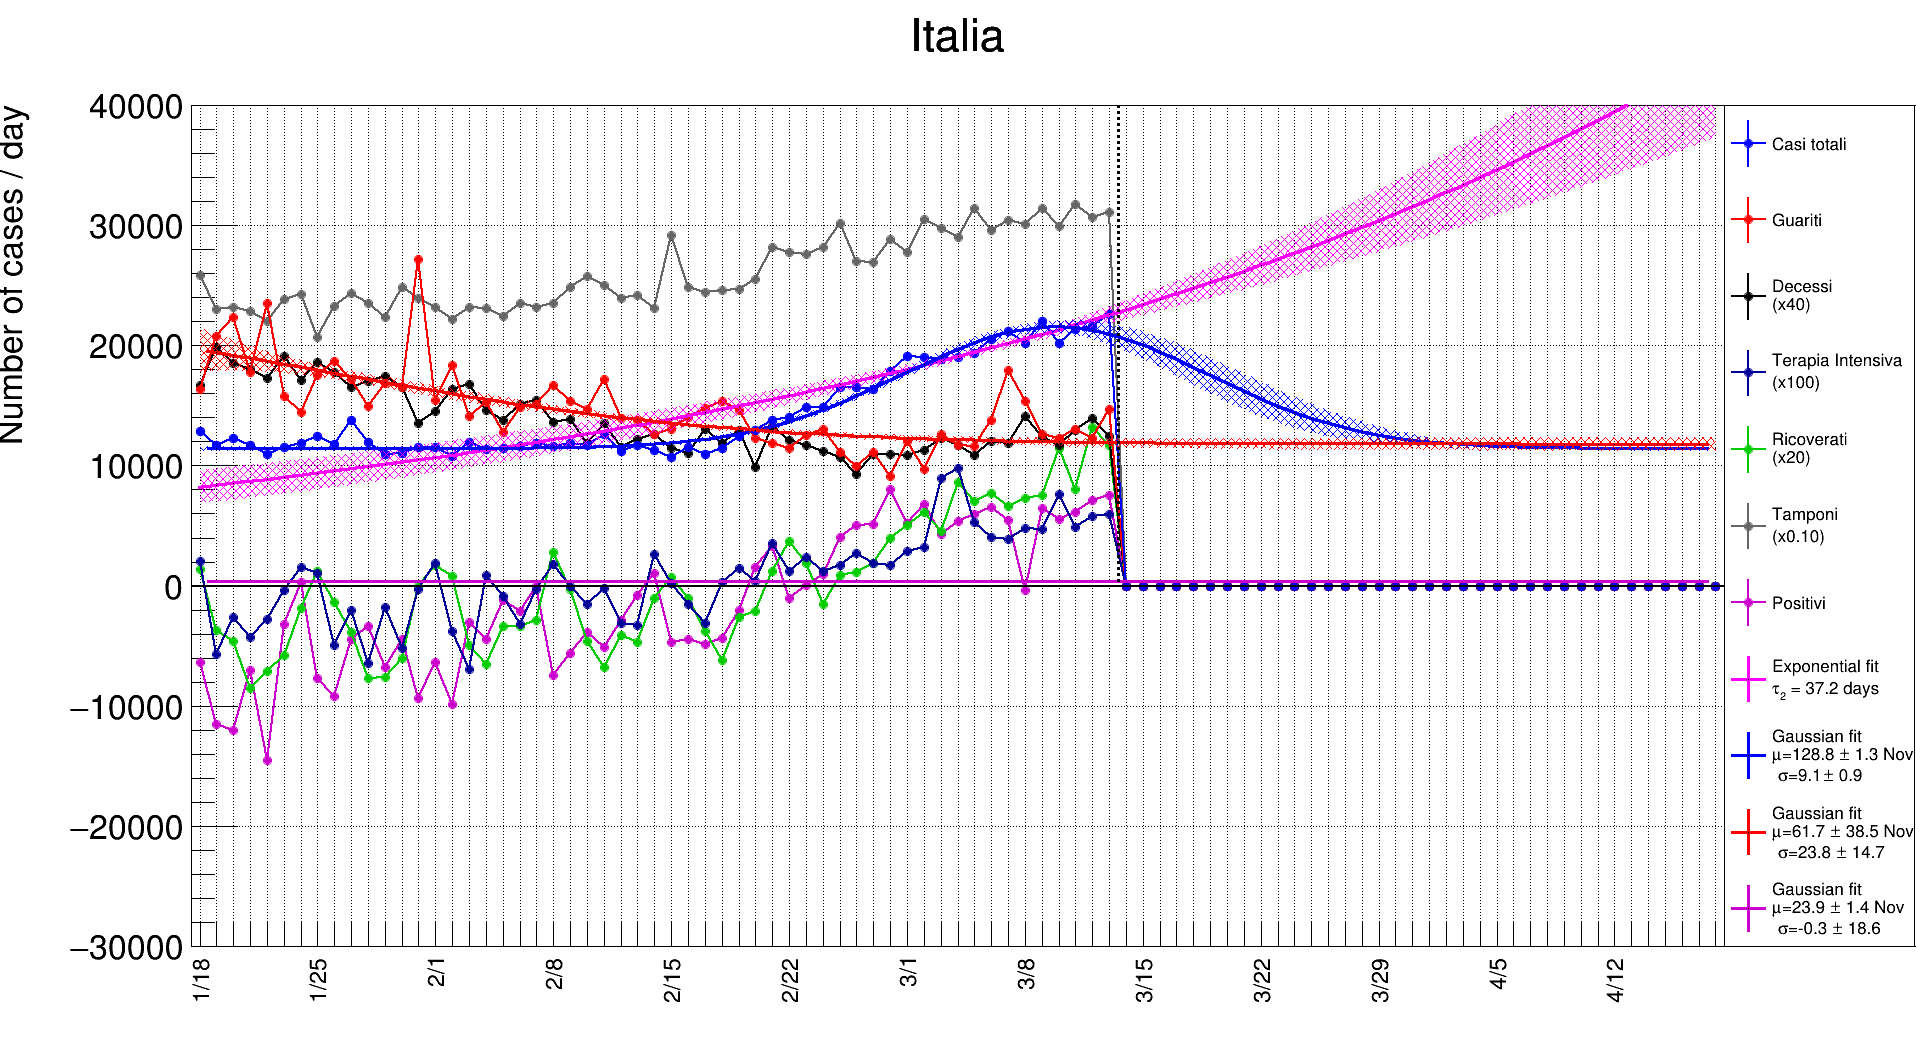 Italia
Number of cases / day
40000
30000
20000
10000
0
−10000
−20000
−30000
1/18
1/25
2/1
2/8
2/15
2/22
3/1
3/8
3/15
3/22
3/29
4/5
4/12
Casi totali
Guariti
Decessi
(x40)
Terapia Intensiva
(x100)
Ricoverati
(x20)
Tamponi
(x0.10)
Positivi
Exponential fit
τ2 = 37.2 days
Gaussian fit
μ=128.8 ± 1.3 Nov
σ=9.1 ± 0.9
Gaussian fit
μ=61.7 ± 38.5 Nov
σ=23.8 ± 14.7
Gaussian fit
μ=23.9 ± 1.4 Nov
σ=-0.3 ± 18.6